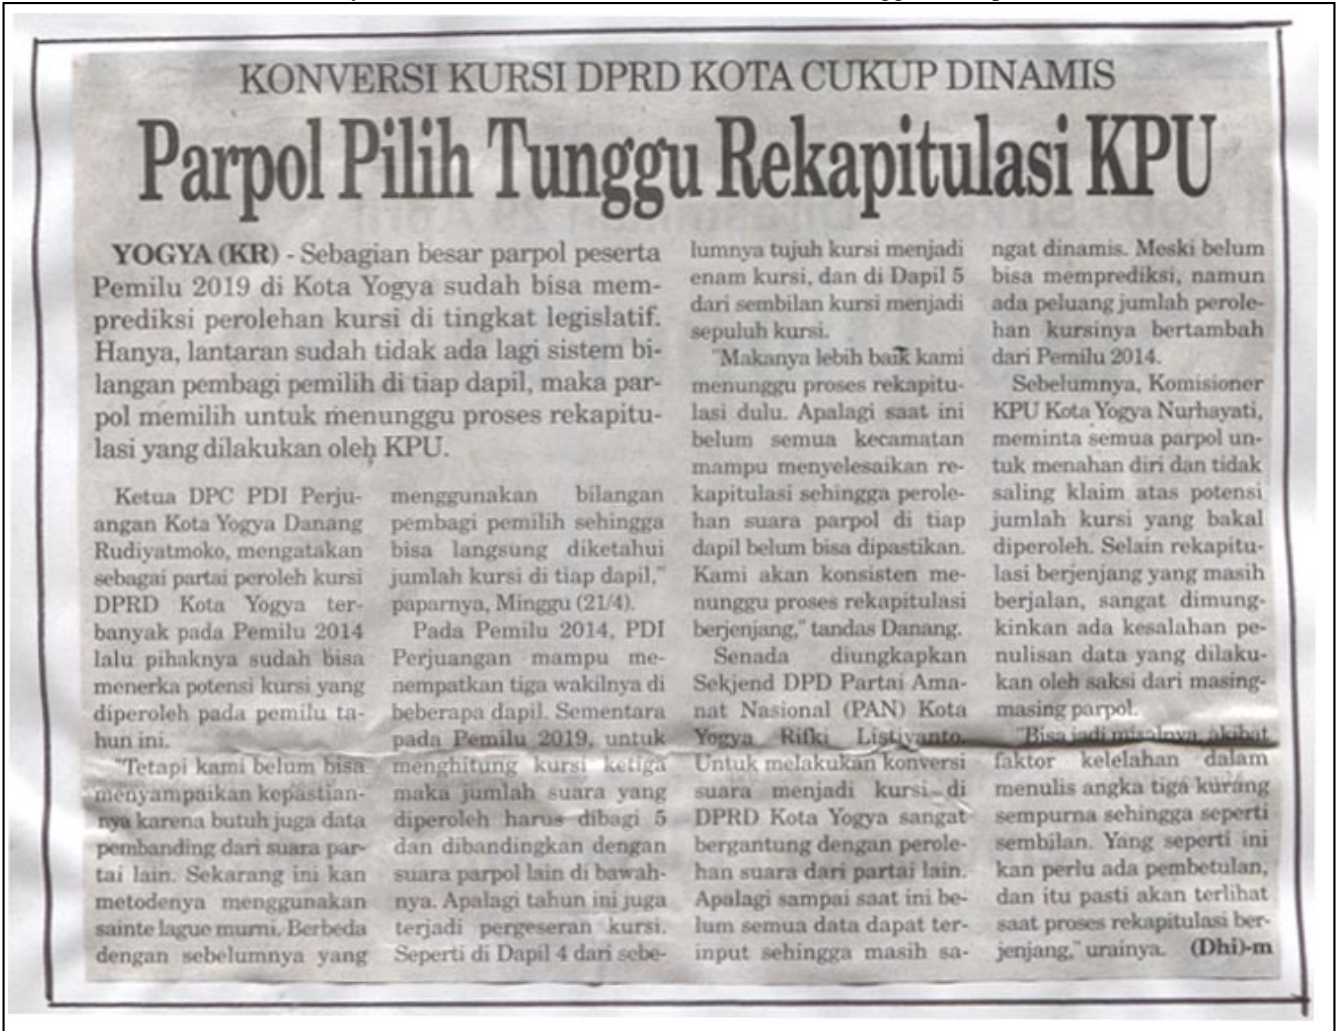 KONVERSI KURSI DPRD KOTA CUKUP DINAMIS
Parpol Pilih Tunggu Rekapitulasi KPU
YOGYA (KR) - Sebagian besar parpol peserta
Pemilu 2019 di Kota Yogya sudah bisa mem-
prediksi perolehan kursi di tingkat legislatif.
Hanya, lantaran sudah tidak ada lagi sistem bi-
langan pembagi pemilih di tiap dapil, maka par-
pol memilih untuk menunggu proses rekapitu-
lasi yang dilakukan oleh KPU.
Ketua DPC PDI Perju-
angan Kota Yogya Danang
Rudiyatmoko, mengatakan
sebagai partai peroleh kursi
DPRD Kota Yogya ter-
banyak pada Pemilu 2014
lalu pihaknya sudah bisa
menerka potensi kursi yang
diperoleh pada pemilu ta-
hun ini.
"Tetapi kami belum bisa
menyampaikan kepastian-
nya karena butuh juga data
pembanding dari suara par-
tai lain. Sekarang ini kan
metodenya menggunakan
sainte lague murni. Berbeda
dengan sebelumnya yang
menggunakan bilangan
pembagi pemilih sehingga
bisa langsung diketahui
jumlah kursi di tiap dapil,"
paparnya, Minggu (21/4).
Pada Pemilu 2014, PDI
Perjuangan mampu me-
nempatkan tiga wakilnya di
beberapa dapil. Sementara
pada Pemilu 2019, untuk
menghitung kursi ketiga
maka jumlah suara yang
diperoleh harus dibagi 5
dan dibandingkan dengan
suara parpol lain di bawah-
nya. Apalagi tahun ini juga
terjadi pergeseran kursi.
Seperti di Dapil 4 dari sebe-
lumnya tujuh kursi menjadi
enam kursi, dan di Dapil 5
dari sembilan kursi menjadi
sepuluh kursi.
"Makanya lebih baik kami
menunggu proses rekapitu-
lasi dulu. Apalagi saat ini
belum semua kecamatan
mampu menyelesaikan re-
kapitulasi sehingga perole-
han suara parpol di tiap
dapil belum bisa dipastikan.
Kami akan konsisten me-
nunggu proses rekapitulasi
berjenjang," tandas Danang.
Senada diungkapkan
Sekjend DPD Partai Ama-
nat Nasional (PAN) Kota
Yogya Rifki Listiyanto.
Untuk melakukan konversi
suara menjadi kursi di
DPRD Kota Yogya sangat
bergantung dengan perole-
han suara dari partai lain.
Apalagi sampai saat ini be-
lum semua data dapat ter-
input sehingga masih sa-
ngat dinamis. Meski belum
bisa memprediksi, namun
ada peluang jumlah perole-
han kursinya bertambah
dari Pemilu 2014.
Sebelumnya, Komisioner
KPU Kota Yogya Nurhayati,
meminta semua parpol un-
tuk menahan diri dan tidak
saling klaim atas potensi
jumlah kursi yang bakal
diperoleh. Selain rekapitu-
lasi berjenjang yang masih
berjalan, sangat dimung-
kinkan ada kesalahan pe-
nulisan data yang dilaku-
kan oleh saksi dari masing-
masing parpol.
"Bisa jadi misalnya akibat
faktor kelelahan dalam
menulis angka tiga kurang
sempurna sehingga seperti
sembilan. Yang seperti ini
kan perlu ada pembetulan,
dan itu pasti akan terlihat
saat proses rekapitulasi ber-
jenjang," urainya. (Dhi)-m